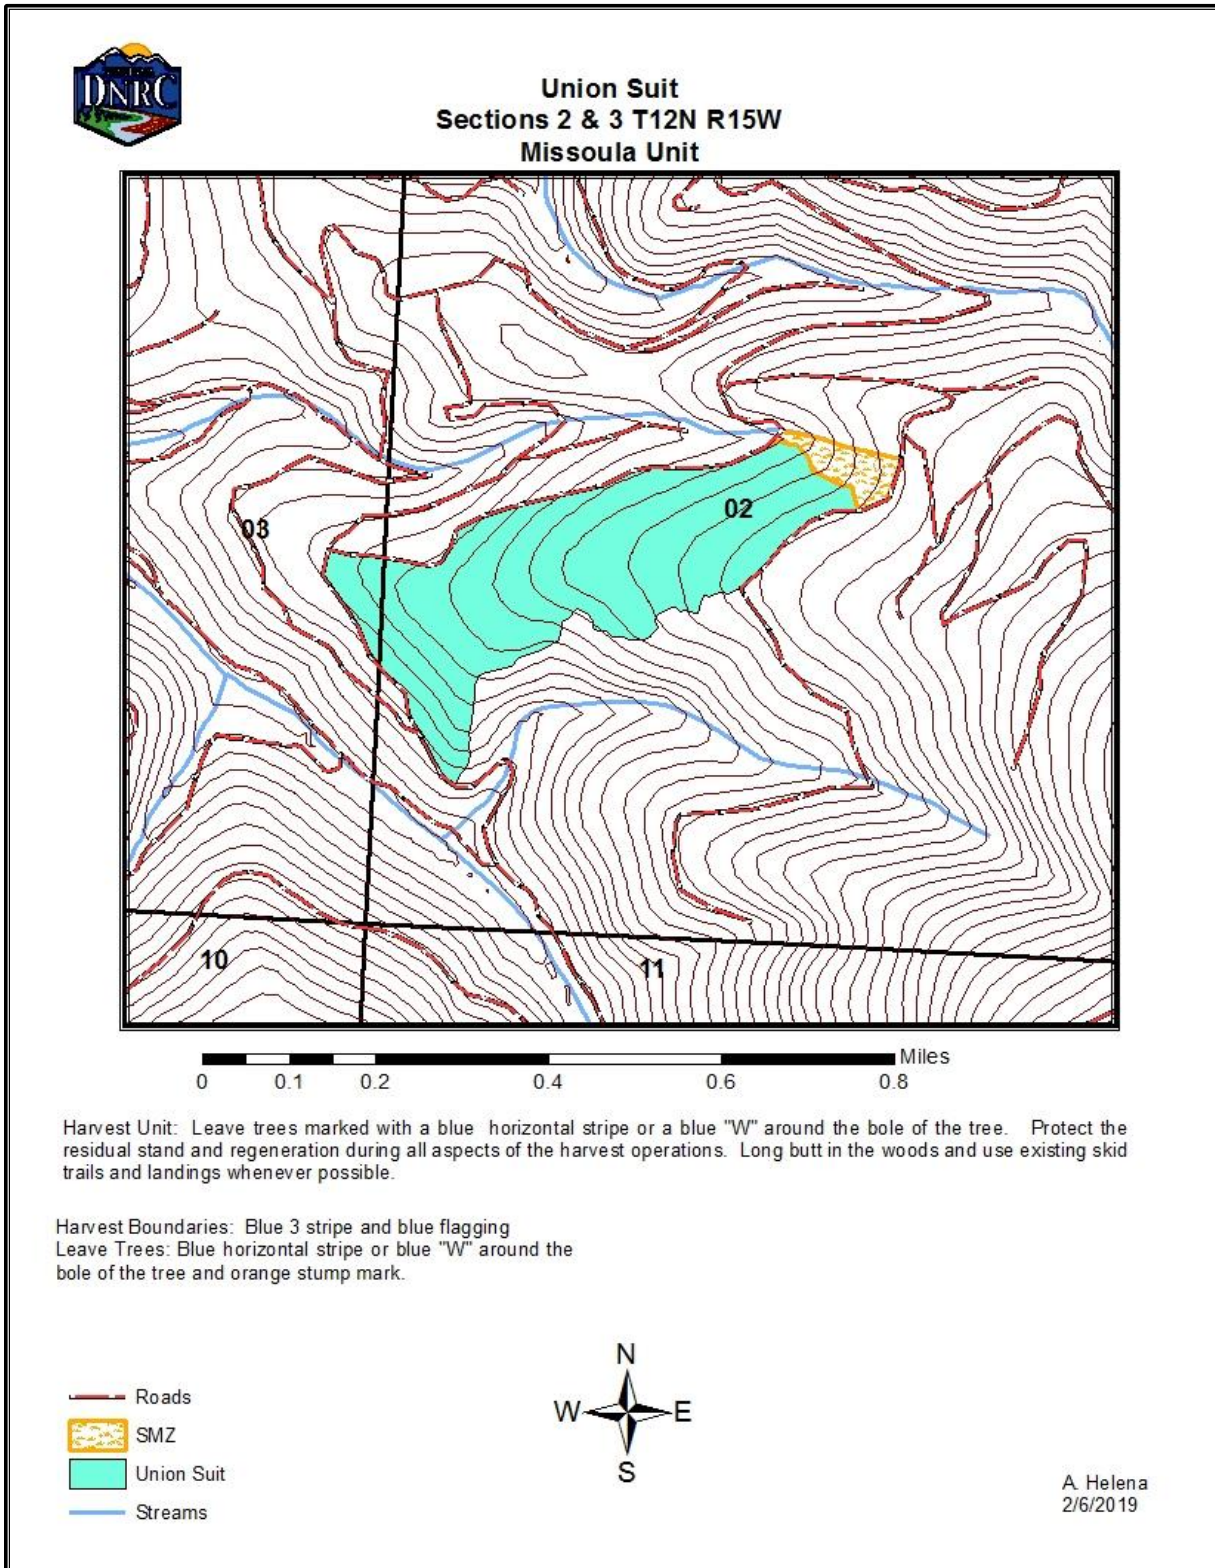 DNRC
Union Suit
Sections 2 & 3 T12N R15W
Missoula Unit
02
03
10
11
Miles
0 0.1 0.2 0.4 0.6 0.8
Harvest Unit: Leave trees marked with a blue horizontal stripe or a blue "W" around the bole of the tree. Protect the
residual stand and regeneration during all aspects of the harvest operations. Long butt in the woods and use existing skid
trails and landings whenever possible.
Harvest Boundaries: Blue 3 stripe and blue flagging
Leave Trees: Blue horizontal stripe or blue "W" around the
bole of the tree and orange stump mark.
N
W E
S
Roads
SMZ
Union Suit
Streams
A. Helena
2/6/2019